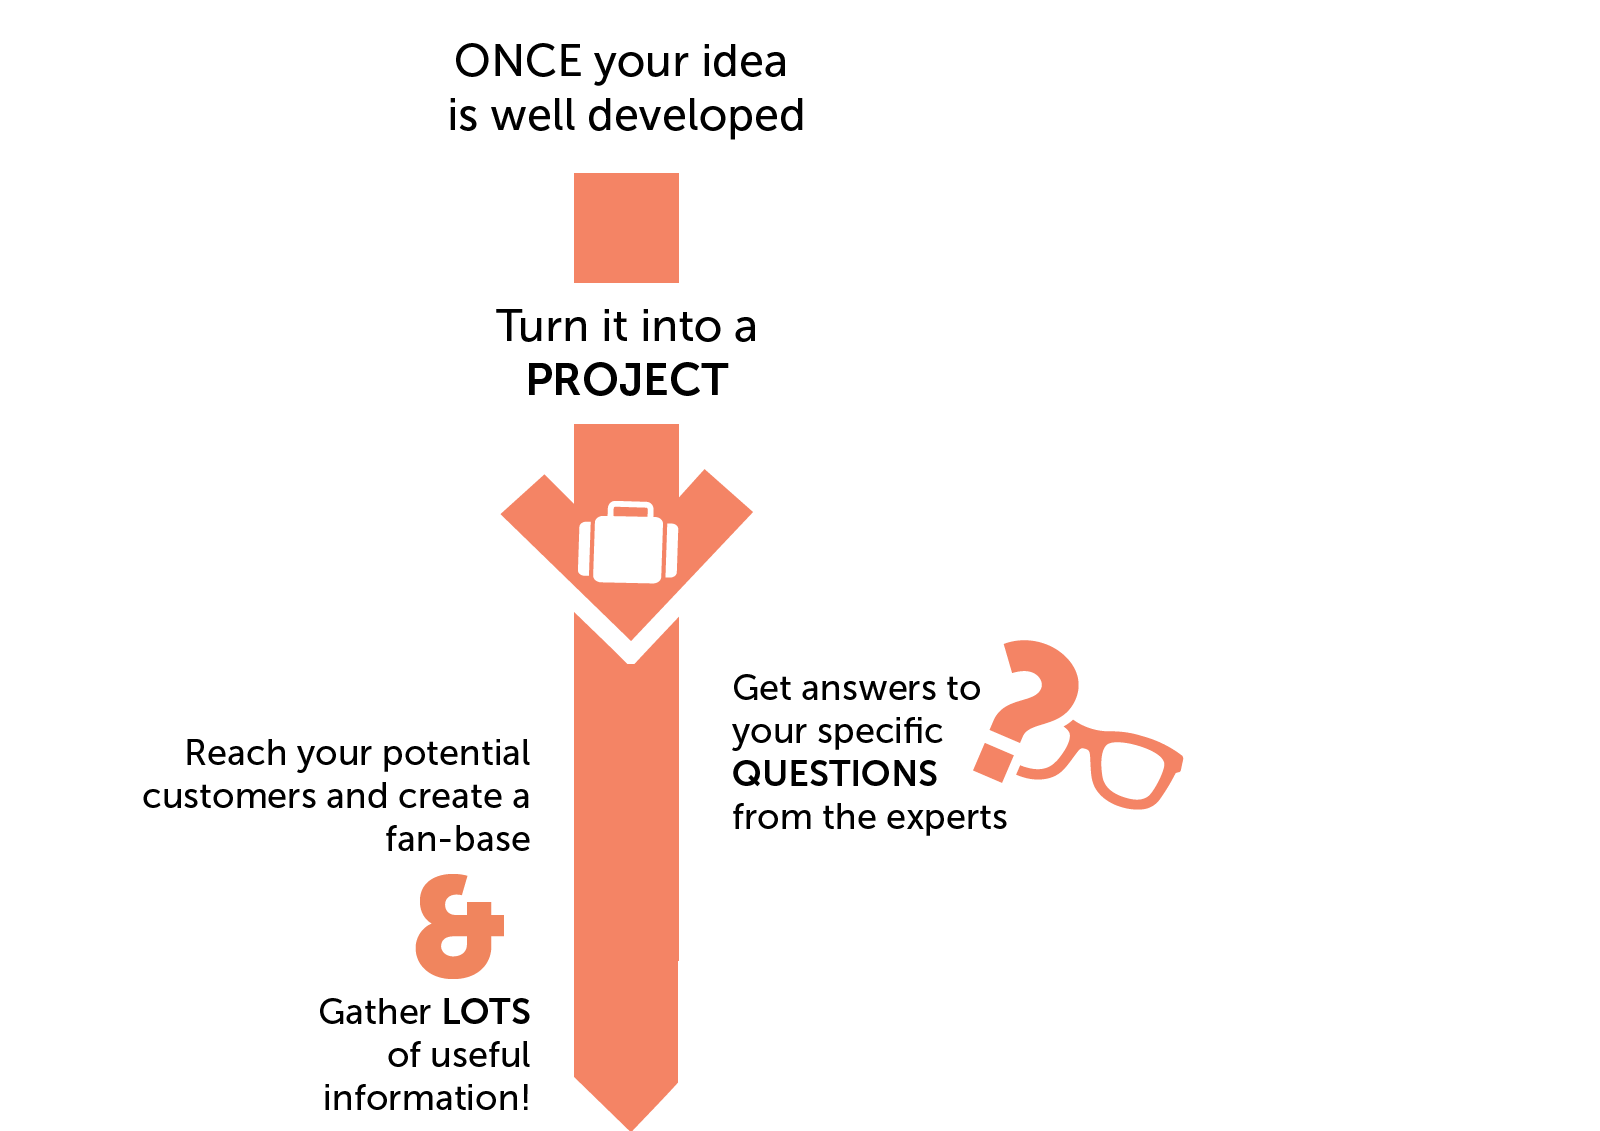 ONCE your idea
is well developed
Turn it into a
PROJECT
Get answers to
your specific
QUESTIONS
from the experts
?
Reach your potential
customers and create a
fan-base
&
Gather LOTS
of useful
information!